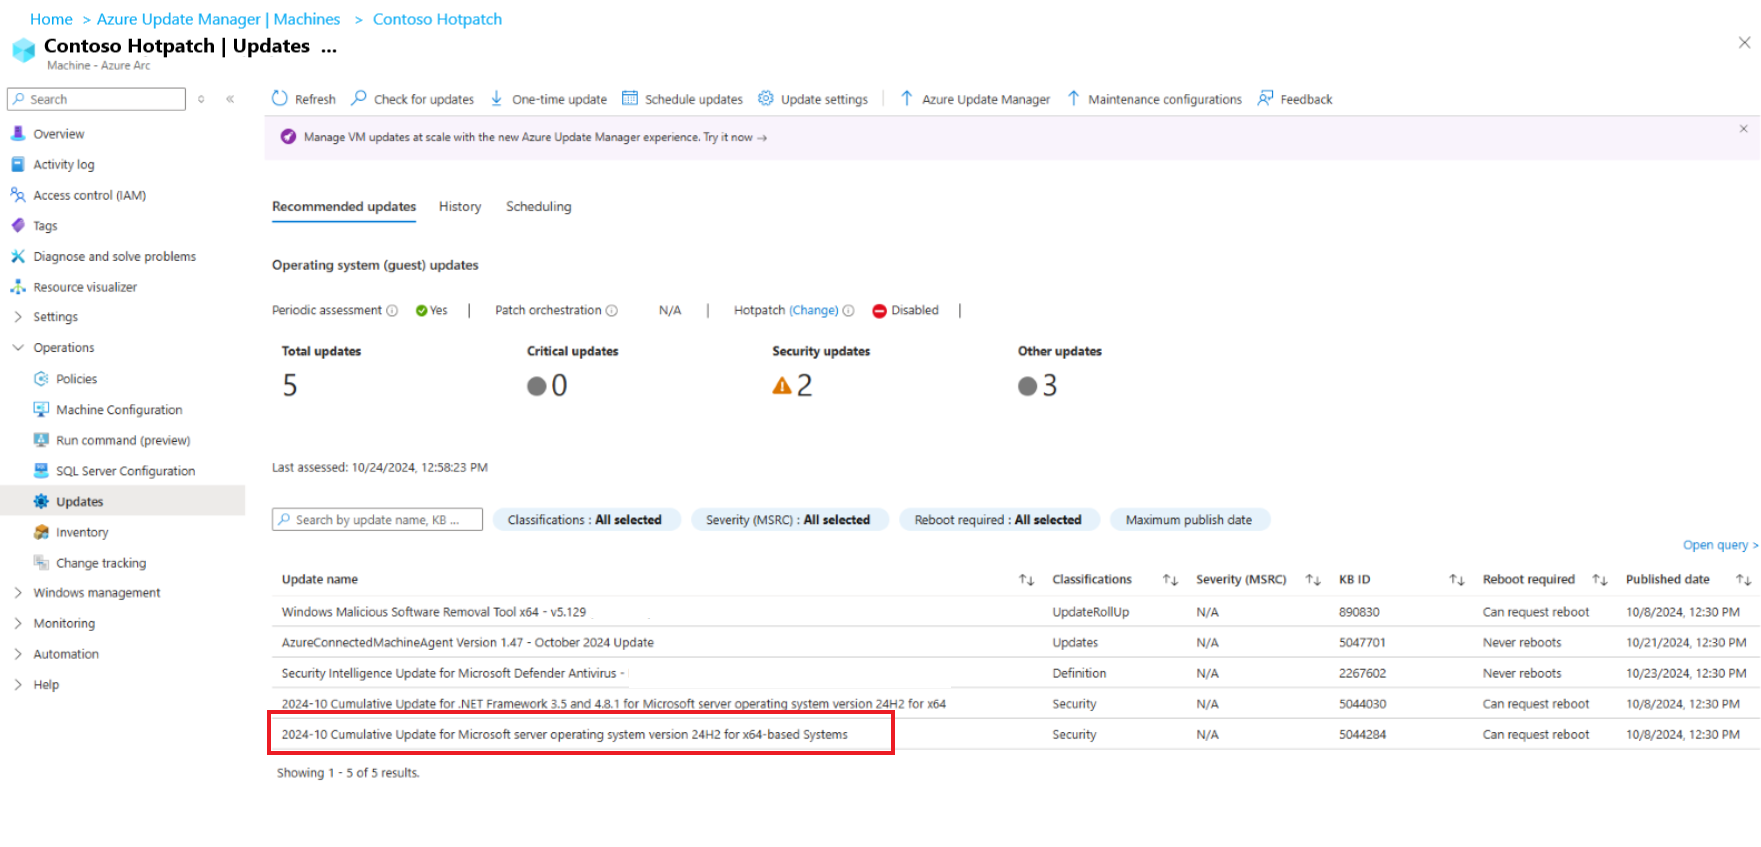 Home > Azure Update Manager | Machines > Contoso Hotpatch
Contoso Hotpatch | Updates ...
Machine - Azure Arc
Search
Refresh Check for updates One-time update Schedule updates Update settings Azure Update Manager Maintenance configurations Feedback
Manage VM updates at scale with the new Azure Update Manager experience. Try it now →
Overview
Activity log
Access control (IAM)
Tags
Diagnose and solve problems
Resource visualizer
Settings
Operations
Policies
Machine Configuration
Run command (preview)
SQL Server Configuration
Updates
Inventory
Change tracking
Windows management
Monitoring
Automation
Help
Recommended updates History Scheduling
Operating system (guest) updates
Periodic assessment Yes | Patch orchestration N/A | Hotpatch (Change) Disabled |
Total updates Critical updates Security updates Other updates
5 0 2 3
Last assessed: 10/24/2024, 12:58:23 PM
Search by update name, KB ... Classifications : All selected Severity (MSRC) : All selected Reboot required : All selected Maximum publish date
Open query >
Update name Classifications Severity (MSRC) KB ID Reboot required Published date
Windows Malicious Software Removal Tool x64 - v5.129 UpdateRollUp N/A 890830 Can request reboot 10/8/2024, 12:30 PM
AzureConnectedMachineAgent Version 1.47 - October 2024 Update Updates N/A 5047701 Never reboots 10/21/2024, 12:30 PM
Security Intelligence Update for Microsoft Defender Antivirus - Definition N/A 2267602 Never reboots 10/23/2024, 12:30 PM
2024-10 Cumulative Update for .NET Framework 3.5 and 4.8.1 for Microsoft server operating system version 24H2 for x64 Security N/A 5044030 Can request reboot 10/8/2024, 12:30 PM
2024-10 Cumulative Update for Microsoft server operating system version 24H2 for x64-based Systems Security N/A 5044284 Can request reboot 10/8/2024, 12:30 PM
Showing 1 - 5 of 5 results.